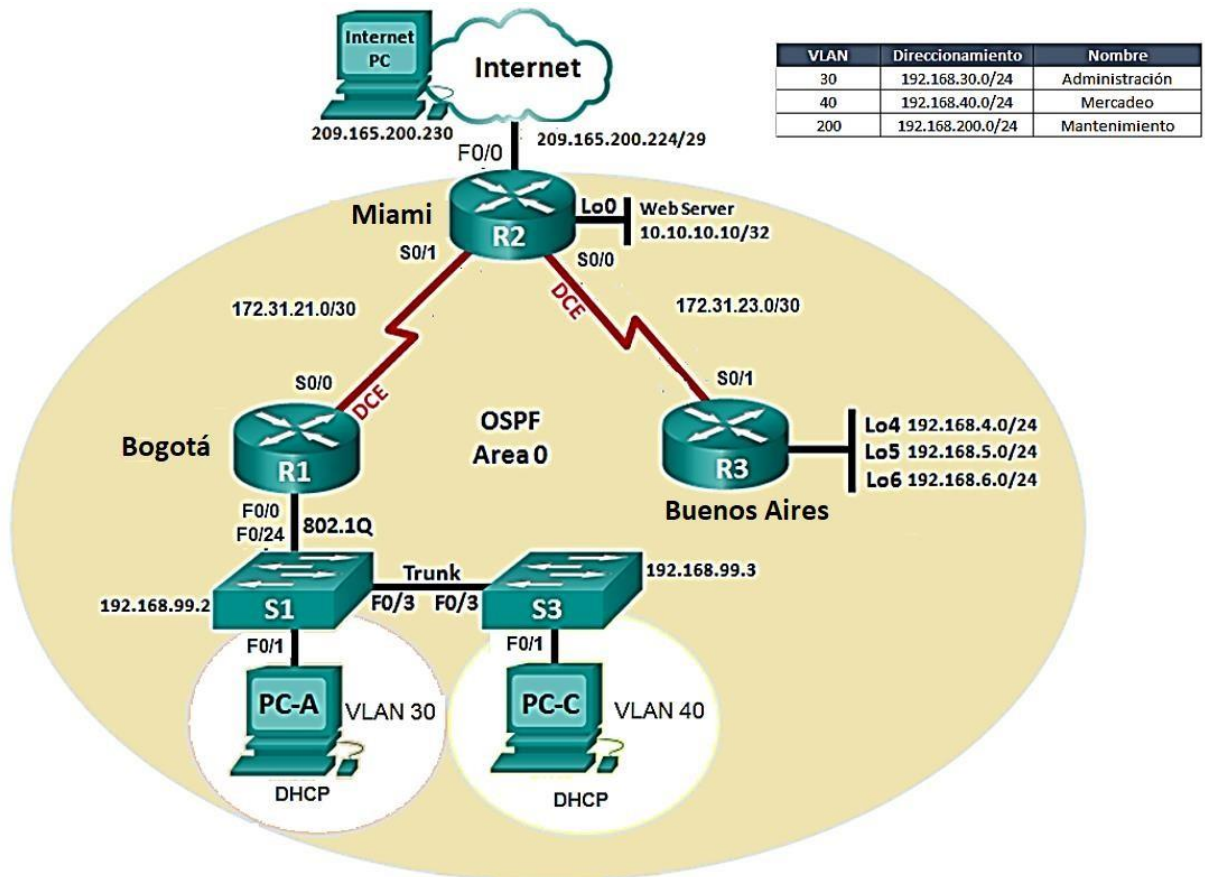 Internet
PC
Internet
209.165.200.230
209.165.200.224/29
F0/0
VLAN Direccionamiento Nombre
30 192.168.30.0/24 Administración
40 192.168.40.0/24 Mercadeo
200 192.168.200.0/24 Mantenimiento
Miami
R2
Lo0
Web Server
10.10.10.10/32
S0/1
S0/0
DCE
172.31.21.0/30
172.31.23.0/30
S0/0
DCE
S0/1
Bogotá
R1
OSPF
Area 0
R3
Buenos Aires
Lo4 192.168.4.0/24
Lo5 192.168.5.0/24
Lo6 192.168.6.0/24
F0/0
F0/24
802.1Q
192.168.99.2
S1
Trunk
F0/3 F0/3
S3
192.168.99.3
F0/1
F0/1
PC-A
VLAN 30
DHCP
PC-C
VLAN 40
DHCP